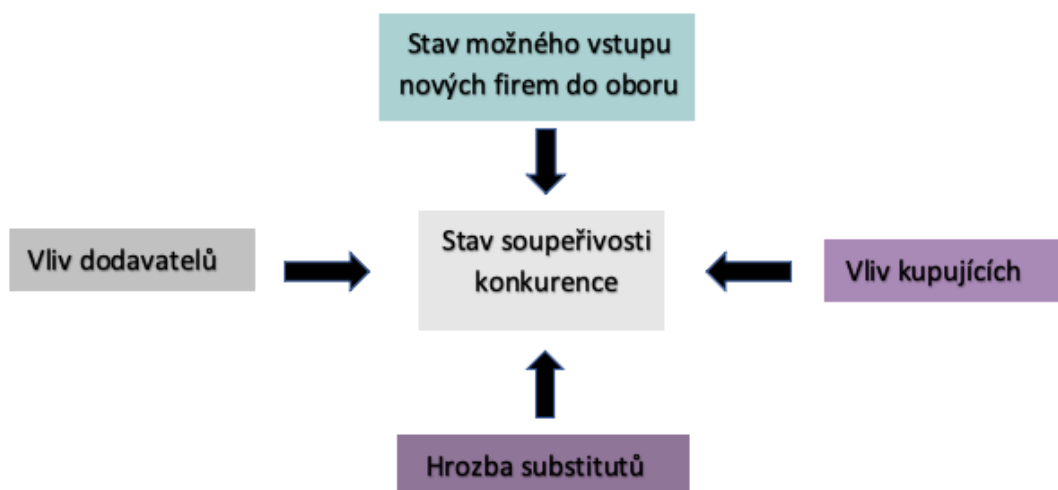 Stav možného vstupu
nových firem do oboru
Vliv dodavatelů
Stav soupeřivosti
konkurence
Vliv kupujících
Hrozba substitutů